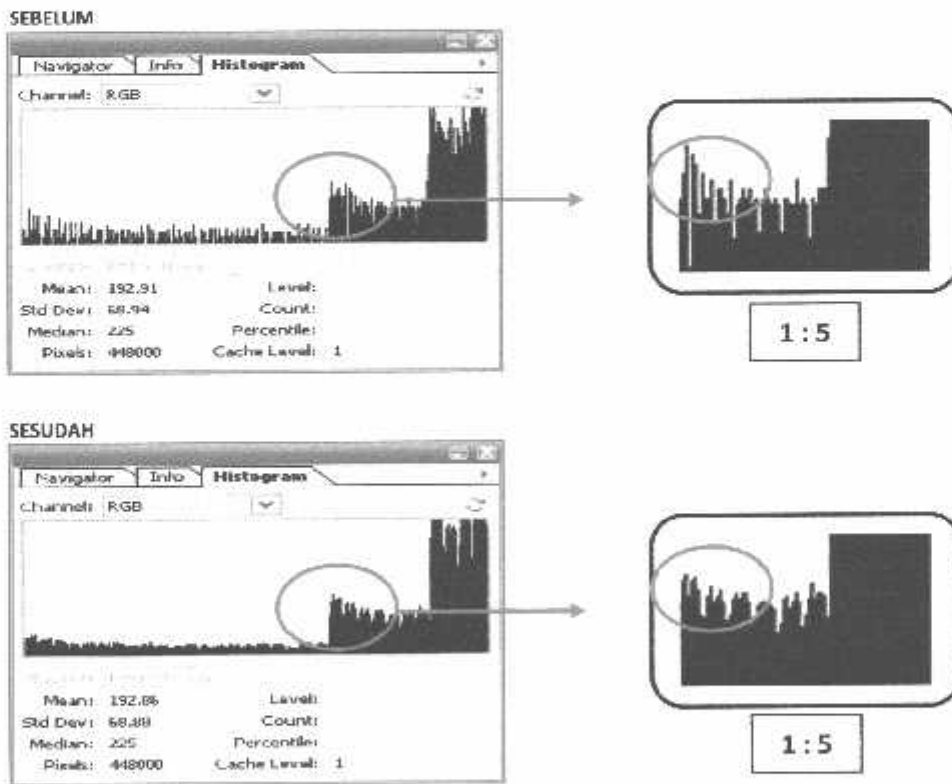 SEBELUM
Navigator Info Histogram
Channel: RGB
Mean: 192.91 Level:
Std Dev: 68.94 Count:
Median: 225 Percentile:
Pixels: 448000 Cache Level: 1
1 : 5
SESUDAH
Navigator Info Histogram
Channel: RGB
Mean: 192.86 Level:
Std Dev: 68.88 Count:
Median: 225 Percentile:
Pixels: 448000 Cache Level: 1
1 : 5